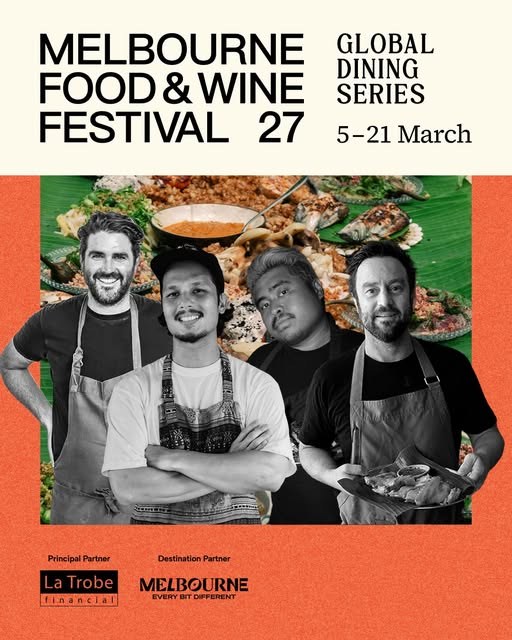 MELBOURNE
FOOD & WINE
FESTIVAL 27
GLOBAL
DINING
SERIES
5–21 March
Principal Partner
La Trobe
financial
Destination Partner
MELBOURNE
EVERY BIT DIFFERENT